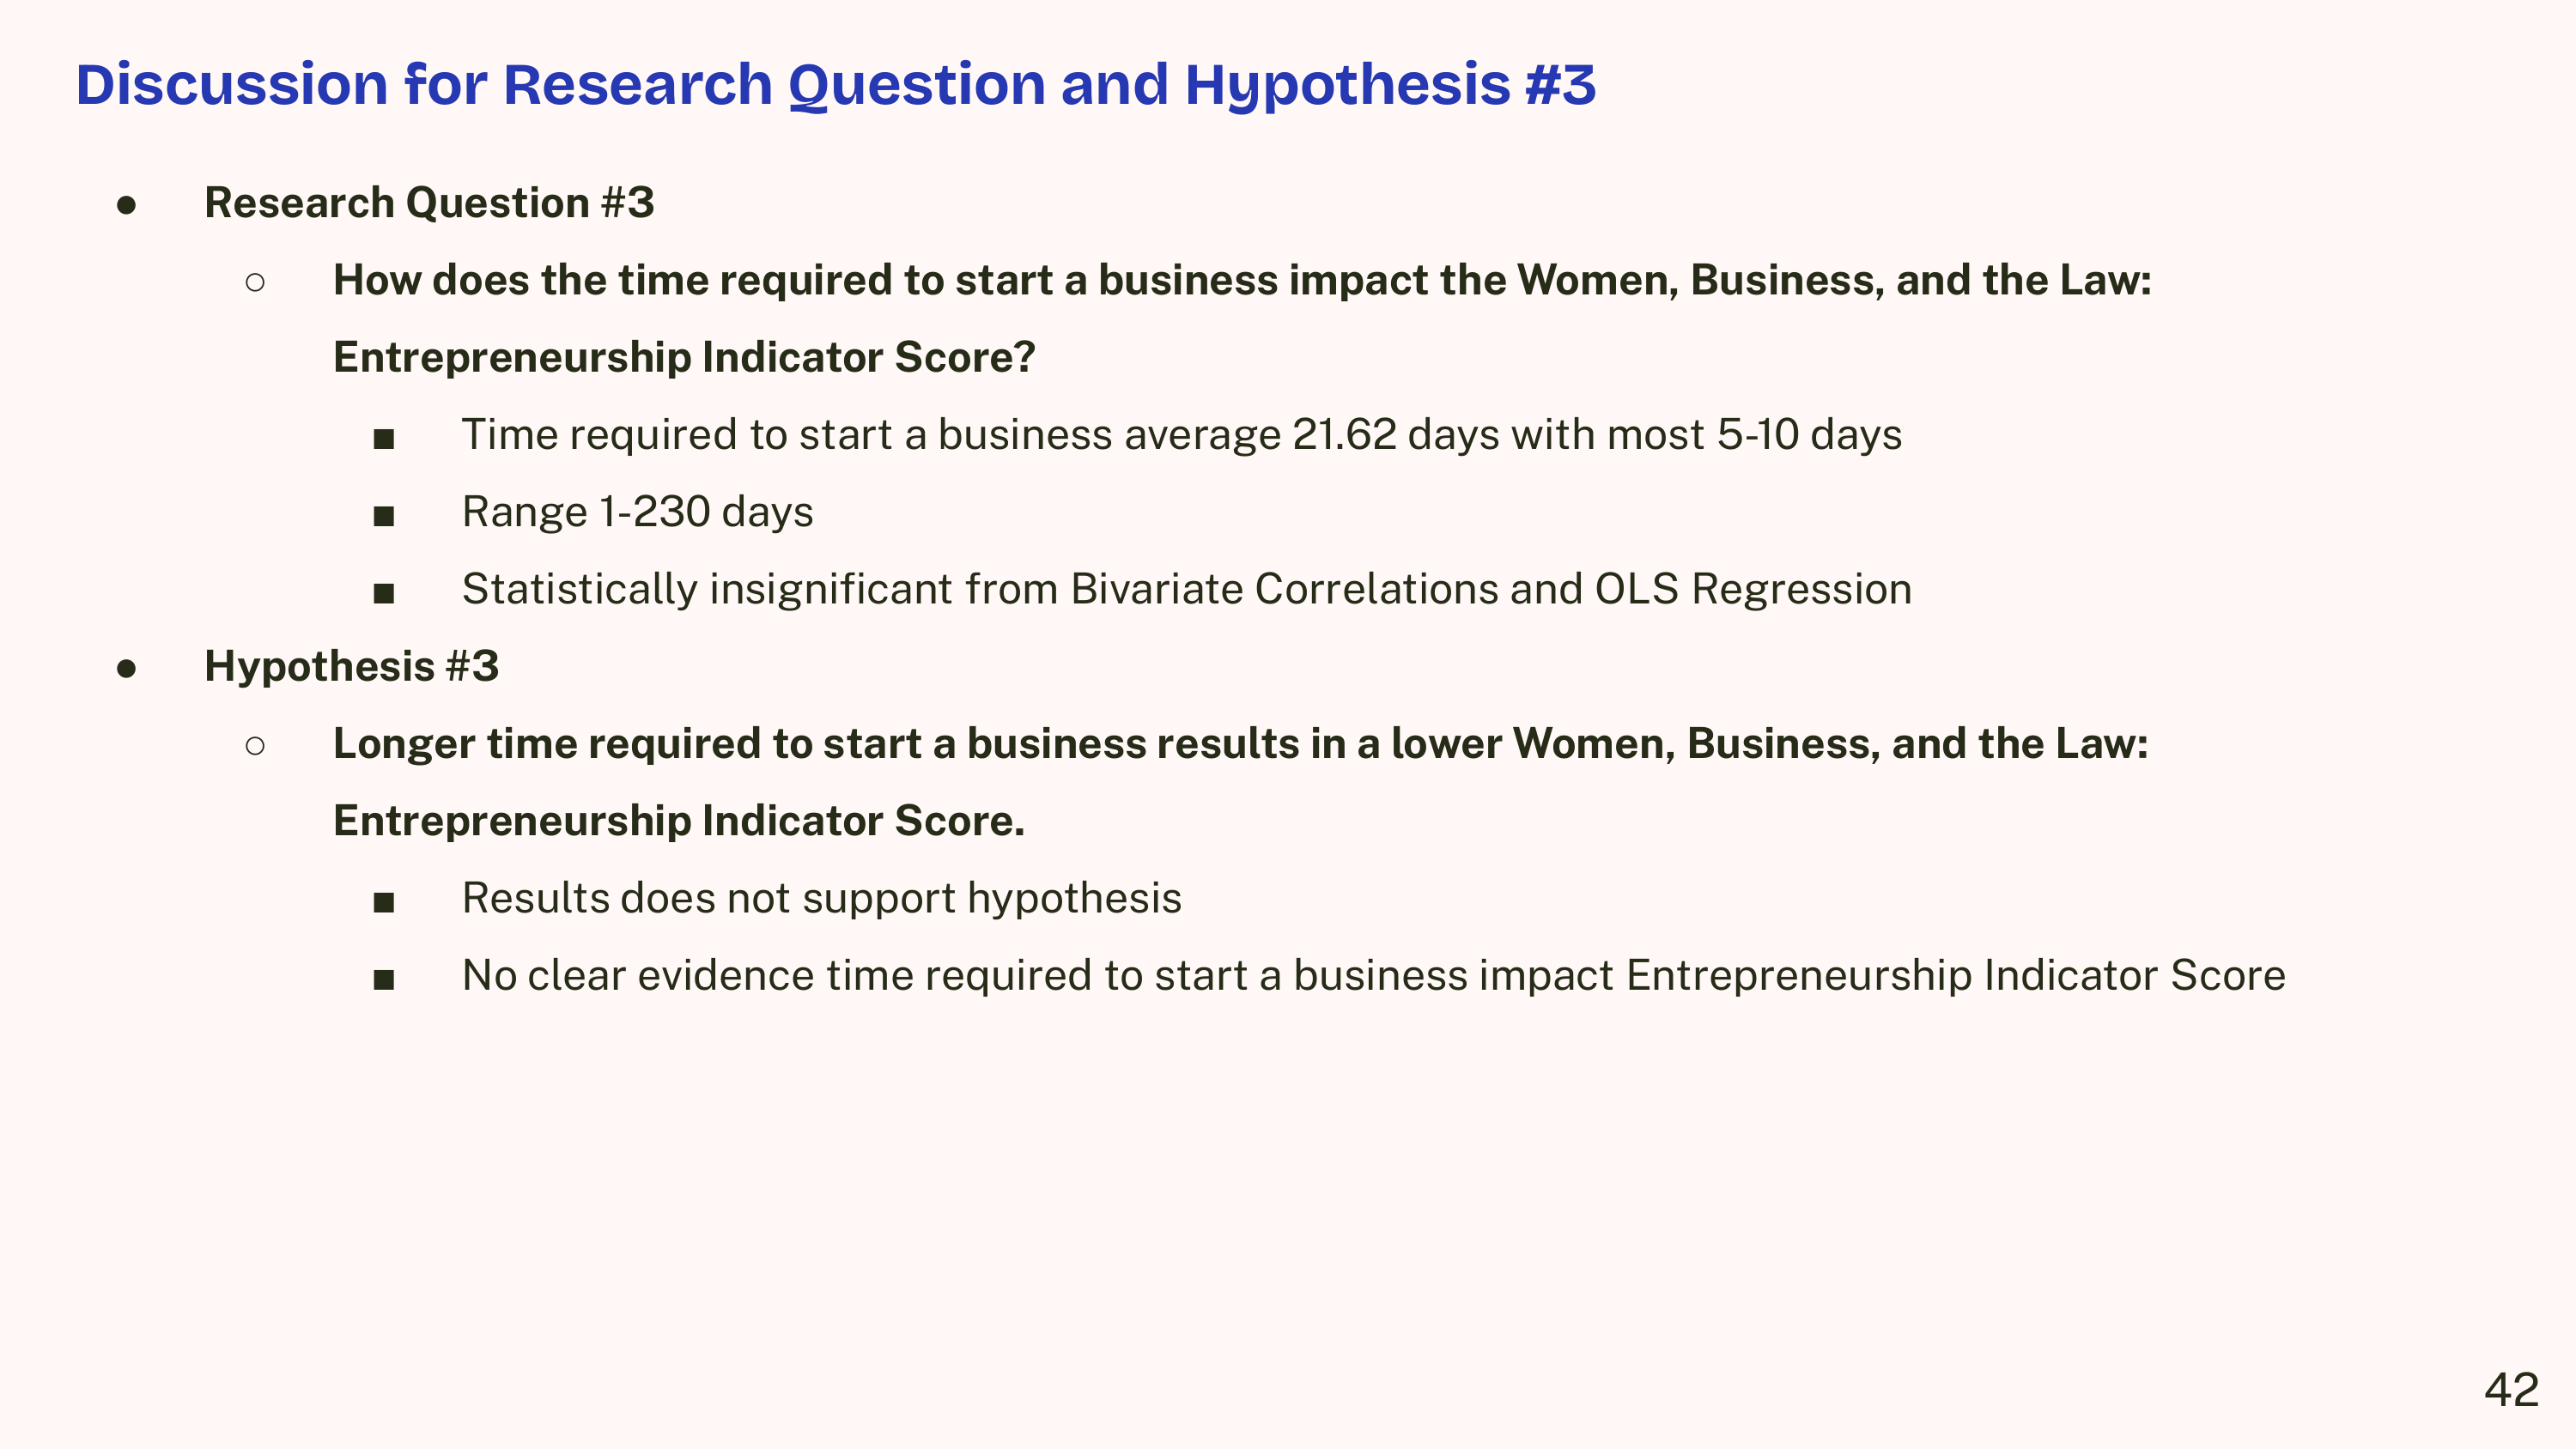 Discussion for Research Question and Hypothesis #3
● Research Question #3
○ How does the time required to start a business impact the Women, Business, and the Law:
Entrepreneurship Indicator Score?
■ Time required to start a business average 21.62 days with most 5-10 days
■ Range 1-230 days
■ Statistically insignificant from Bivariate Correlations and OLS Regression
● Hypothesis #3
○ Longer time required to start a business results in a lower Women, Business, and the Law:
Entrepreneurship Indicator Score.
■ Results does not support hypothesis
■ No clear evidence time required to start a business impact Entrepreneurship Indicator Score
42